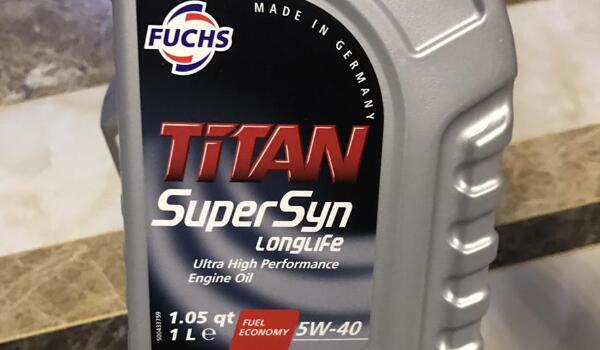 FUCHS
MADE IN GERMANY
TITAN
SuperSyn
LONGLIFE
Ultra High Performance
Engine Oil
1.05 qt
1 L e
FUEL
ECONOMY
5W-40
500433759